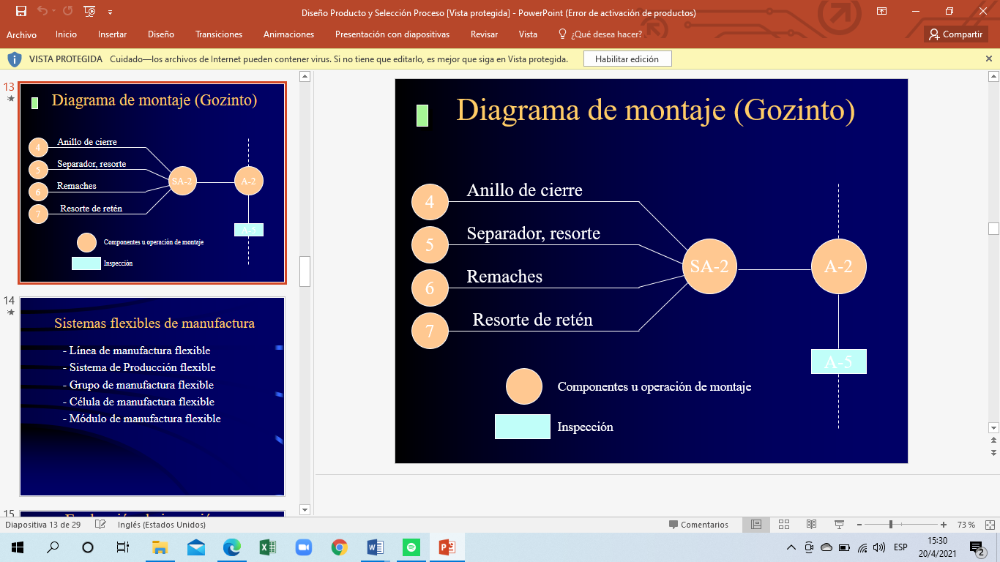 Diseño Producto y Selección Proceso [Vista protegida] - PowerPoint (Error de activación de productos)
Archivo Inicio Insertar Diseño Transiciones Animaciones Presentación con diapositivas Revisar Vista ¿Qué desea hacer? Compartir
VISTA PROTEGIDA Cuidado—los archivos de Internet pueden contener virus. Si no tiene que editarlo, es mejor que siga en Vista protegida. Habilitar edición
13
Diagrama de montaje (Gozinto)
4 Anillo de cierre
5 Separador, resorte
6 Remaches
7 Resorte de retén
SA-2 A-2
A-5
Componentes u operación de montaje
Inspección
14
Sistemas flexibles de manufactura
- Línea de manufactura flexible
- Sistema de Producción flexible
- Grupo de manufactura flexible
- Célula de manufactura flexible
- Módulo de manufactura flexible
15
Diagrama de montaje (Gozinto)
4 Anillo de cierre
5 Separador, resorte
6 Remaches
7 Resorte de retén
SA-2 A-2
A-5
Componentes u operación de montaje
Inspección
Diapositiva 13 de 29 Inglés (Estados Unidos) Comentarios 73 %
ESP
15:30
20/4/2021
2